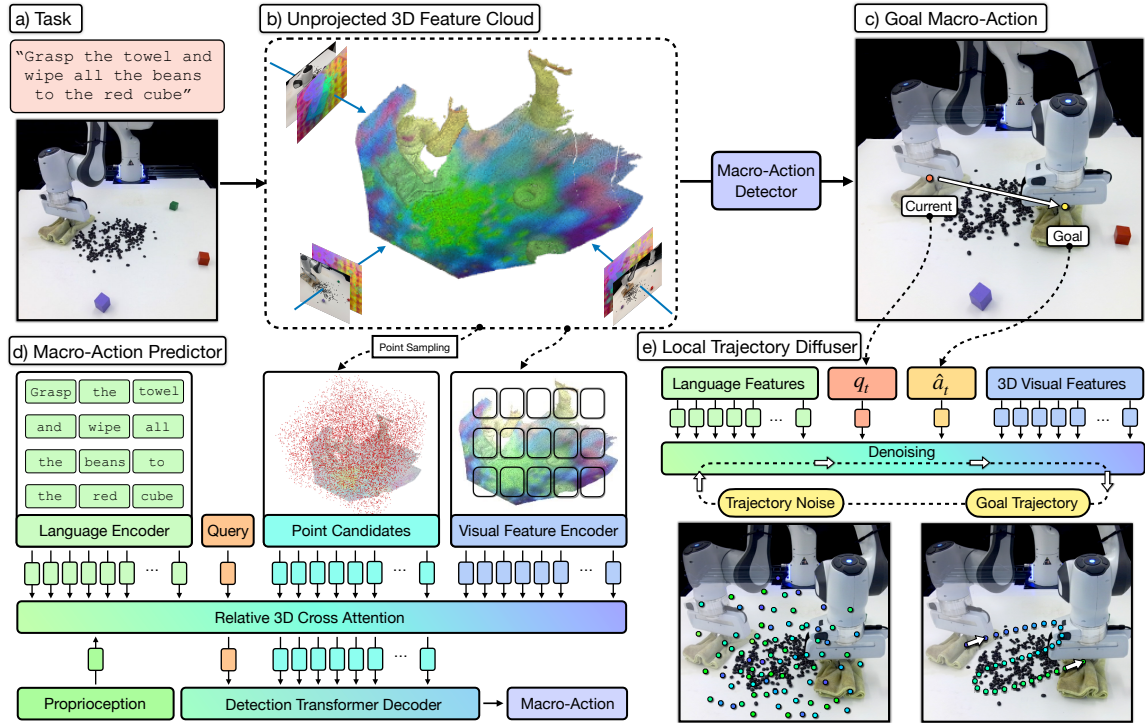 a) Task
"Grasp the towel and
wipe all the beans
to the red cube"
b) Unprojected 3D Feature Cloud
Macro-Action
Detector
c) Goal Macro-Action
Current
Goal
Point Sampling
d) Macro-Action Predictor
Grasp the towel
and wipe all
the beans to
the red cube
Language Encoder
Query
Point Candidates
Visual Feature Encoder
...
...
...
Relative 3D Cross Attention
...
Proprioception
Detection Transformer Decoder
Macro-Action
e) Local Trajectory Diffuser
Language Features
q_t
â_t
3D Visual Features
...
...
Denoising
Trajectory Noise
Goal Trajectory